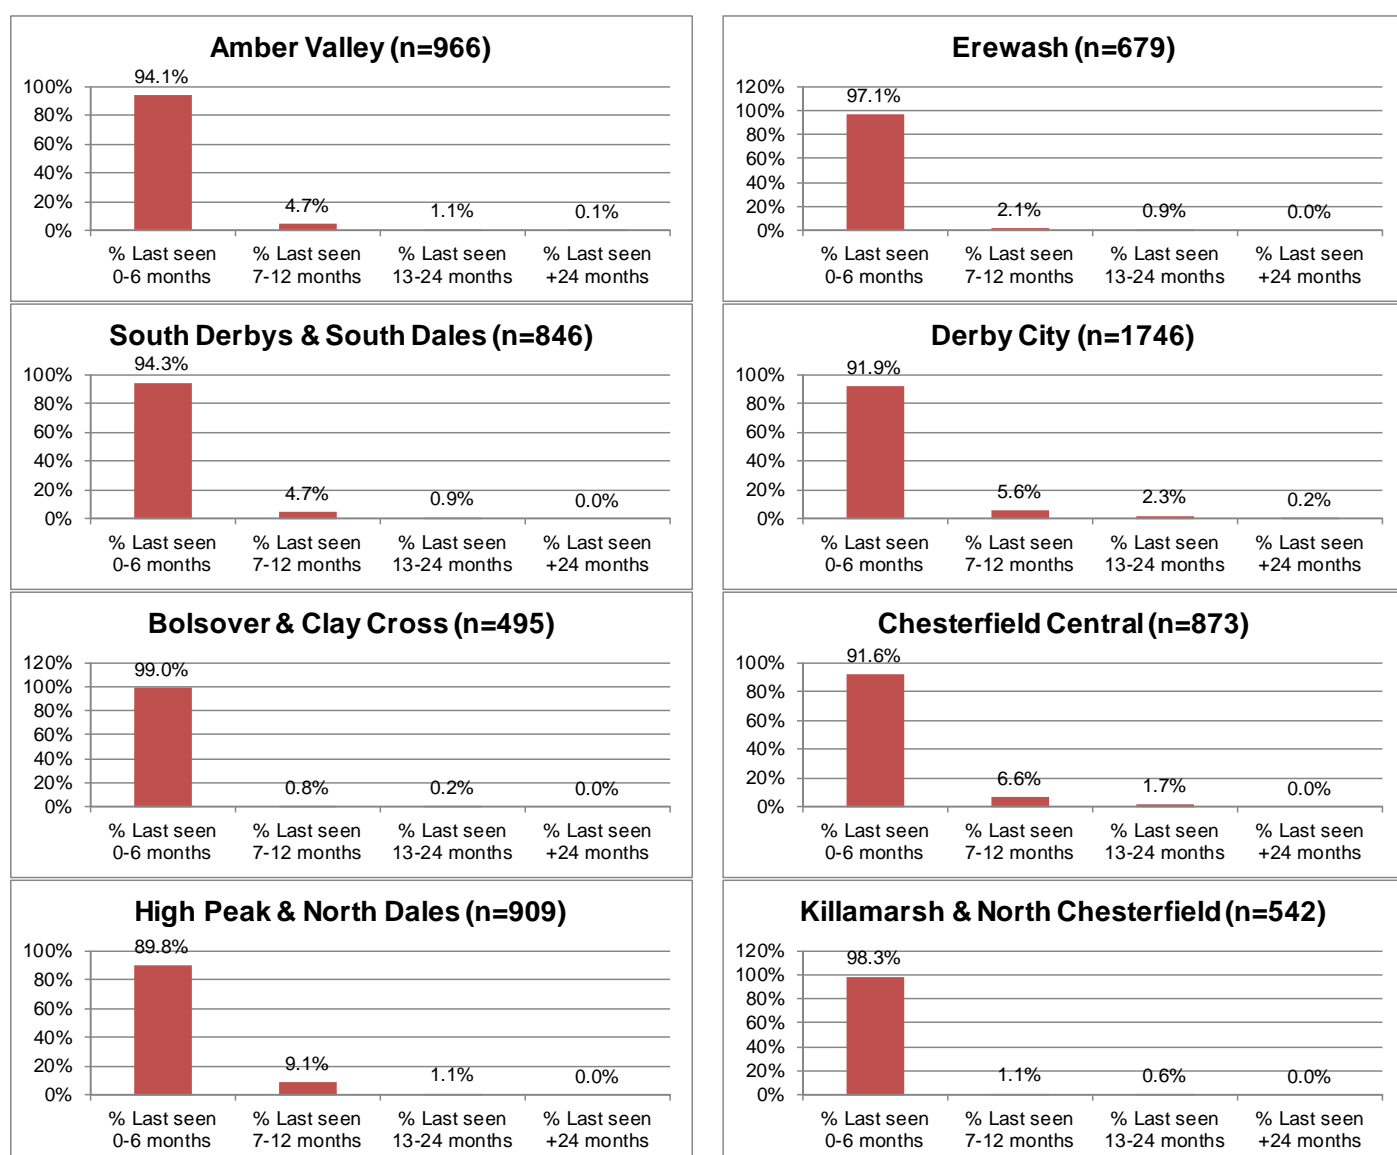 Amber Valley (n=966)
94.1%
100%
80%
60%
40%
20%
0%
4.7%
1.1%
0.1%
% Last seen 0-6 months
% Last seen 7-12 months
% Last seen 13-24 months
% Last seen +24 months
Erewash (n=679)
120%
100%
80%
60%
40%
20%
0%
97.1%
2.1%
0.9%
0.0%
% Last seen 0-6 months
% Last seen 7-12 months
% Last seen 13-24 months
% Last seen +24 months
South Derbys & South Dales (n=846)
94.3%
100%
80%
60%
40%
20%
0%
4.7%
0.9%
0.0%
% Last seen 0-6 months
% Last seen 7-12 months
% Last seen 13-24 months
% Last seen +24 months
Derby City (n=1746)
91.9%
100%
80%
60%
40%
20%
0%
5.6%
2.3%
0.2%
% Last seen 0-6 months
% Last seen 7-12 months
% Last seen 13-24 months
% Last seen +24 months
Bolsover & Clay Cross (n=495)
120%
100%
80%
60%
40%
20%
0%
99.0%
0.8%
0.2%
0.0%
% Last seen 0-6 months
% Last seen 7-12 months
% Last seen 13-24 months
% Last seen +24 months
Chesterfield Central (n=873)
91.6%
100%
80%
60%
40%
20%
0%
6.6%
1.7%
0.0%
% Last seen 0-6 months
% Last seen 7-12 months
% Last seen 13-24 months
% Last seen +24 months
High Peak & North Dales (n=909)
89.8%
100%
80%
60%
40%
20%
0%
9.1%
1.1%
0.0%
% Last seen 0-6 months
% Last seen 7-12 months
% Last seen 13-24 months
% Last seen +24 months
Killamarsh & North Chesterfield (n=542)
120%
100%
80%
60%
40%
20%
0%
98.3%
1.1%
0.6%
0.0%
% Last seen 0-6 months
% Last seen 7-12 months
% Last seen 13-24 months
% Last seen +24 months